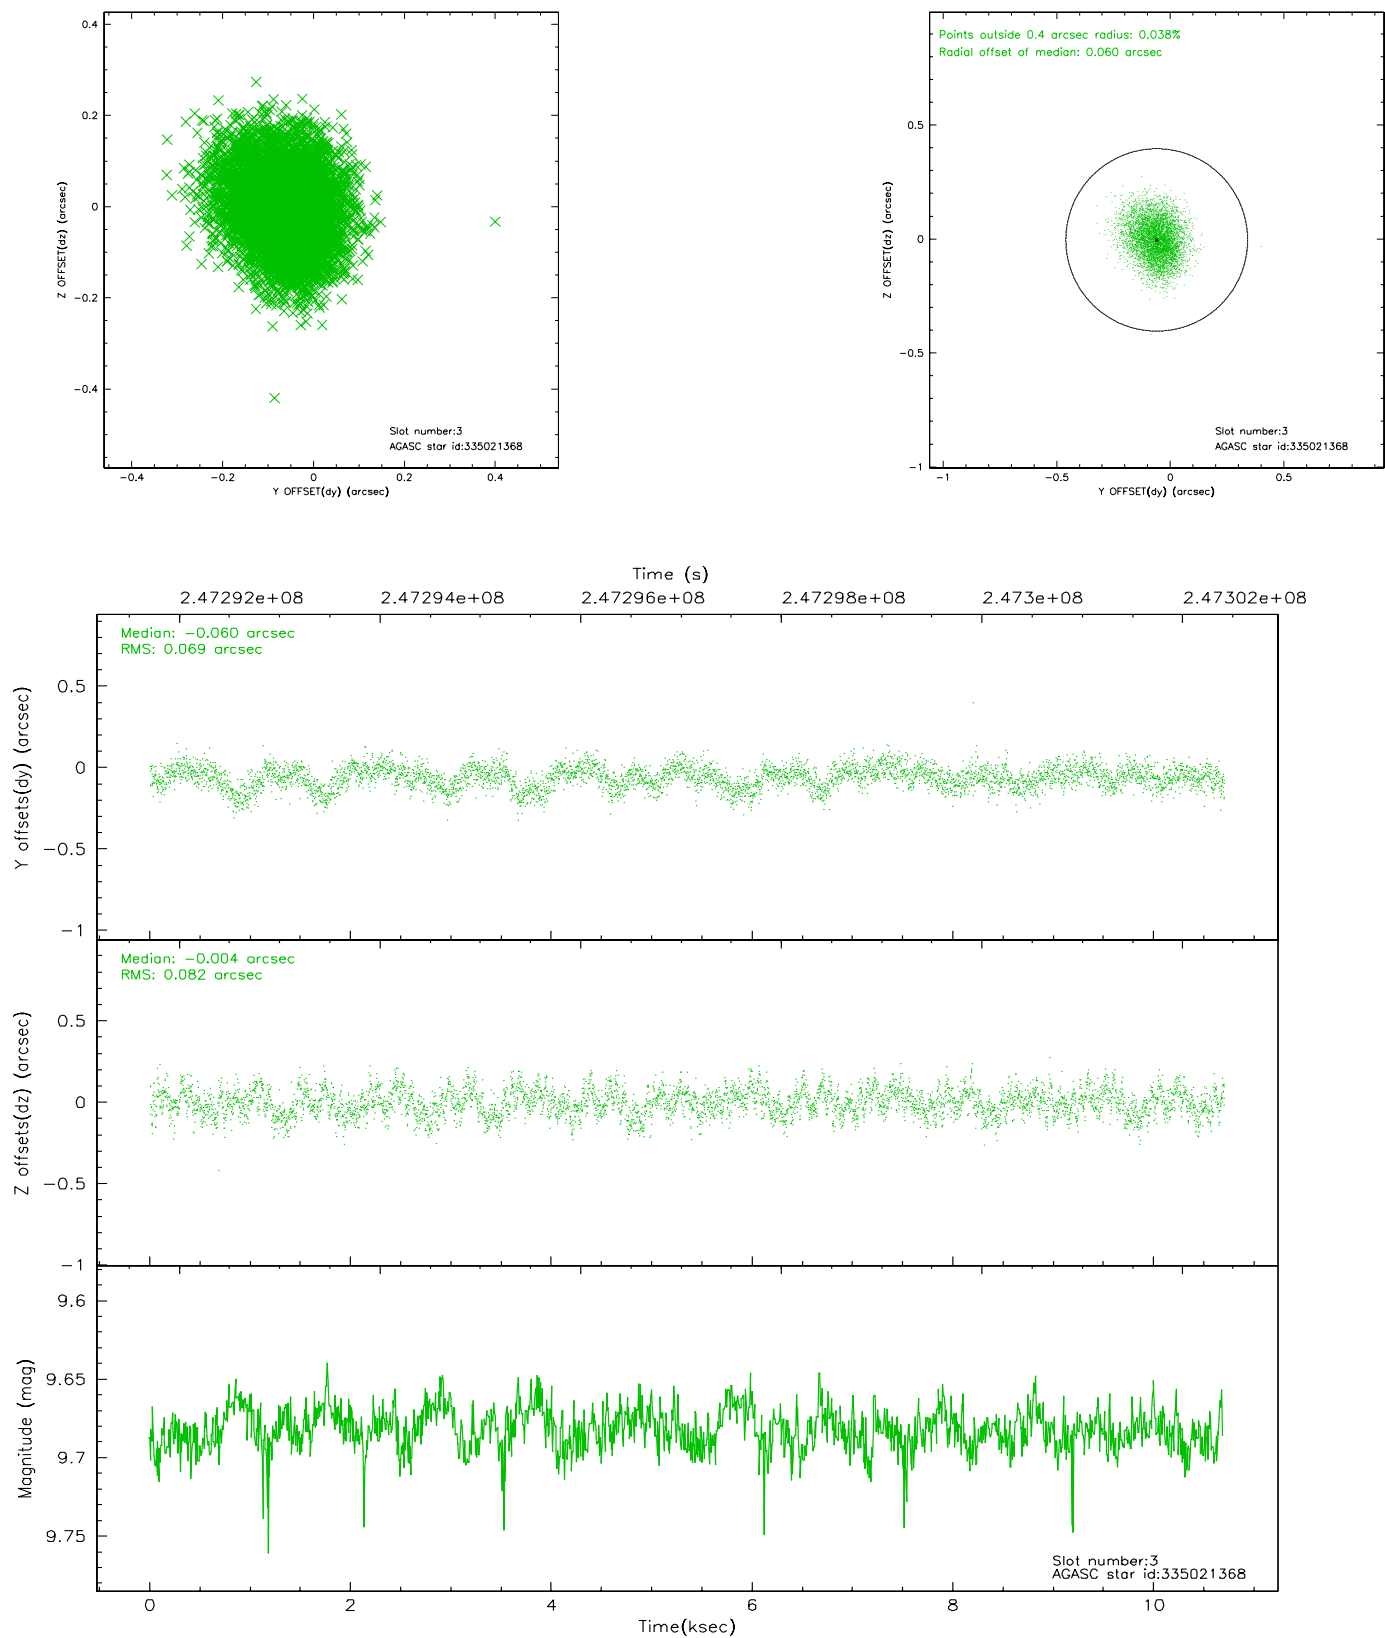 0.4
0.2
0
−0.2
−0.4
Z OFFSET(dz) (arcsec)
Slot number:3
AGASC star id:335021368
−0.4 −0.2 0 0.2 0.4
Y OFFSET(dy) (arcsec)
Points outside 0.4 arcsec radius: 0.038%
Radial offset of median: 0.060 arcsec
0.5
0
−0.5
−1
Z OFFSET(dz) (arcsec)
Slot number:3
AGASC star id:335021368
−1 −0.5 0 0.5
Y OFFSET(dy) (arcsec)
Time (s)
2.47292e+08 2.47294e+08 2.47296e+08 2.47298e+08 2.473e+08 2.47302e+08
Median: −0.060 arcsec
RMS: 0.069 arcsec
0.5
0
−0.5
−1
Y offsets(dy) (arcsec)
Median: −0.004 arcsec
RMS: 0.082 arcsec
0.5
0
−0.5
−1
Z offsets(dz) (arcsec)
9.6
9.65
9.7
9.75
Magnitude (mag)
Slot number:3
AGASC star id:335021368
0 2 4 6 8 10
Time(ksec)